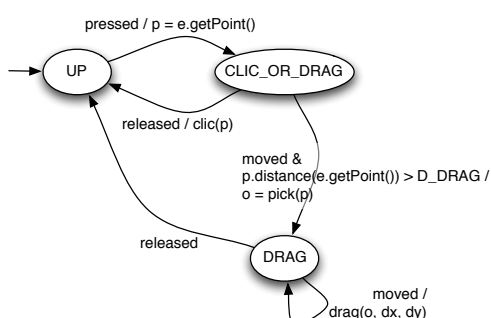 pressed / p = e.getPoint()
UP
CLIC_OR_DRAG
released / clic(p)
moved &
p.distance(e.getPoint()) > D_DRAG /
o = pick(p)
released
DRAG
moved /
drag(o, dx, dy)